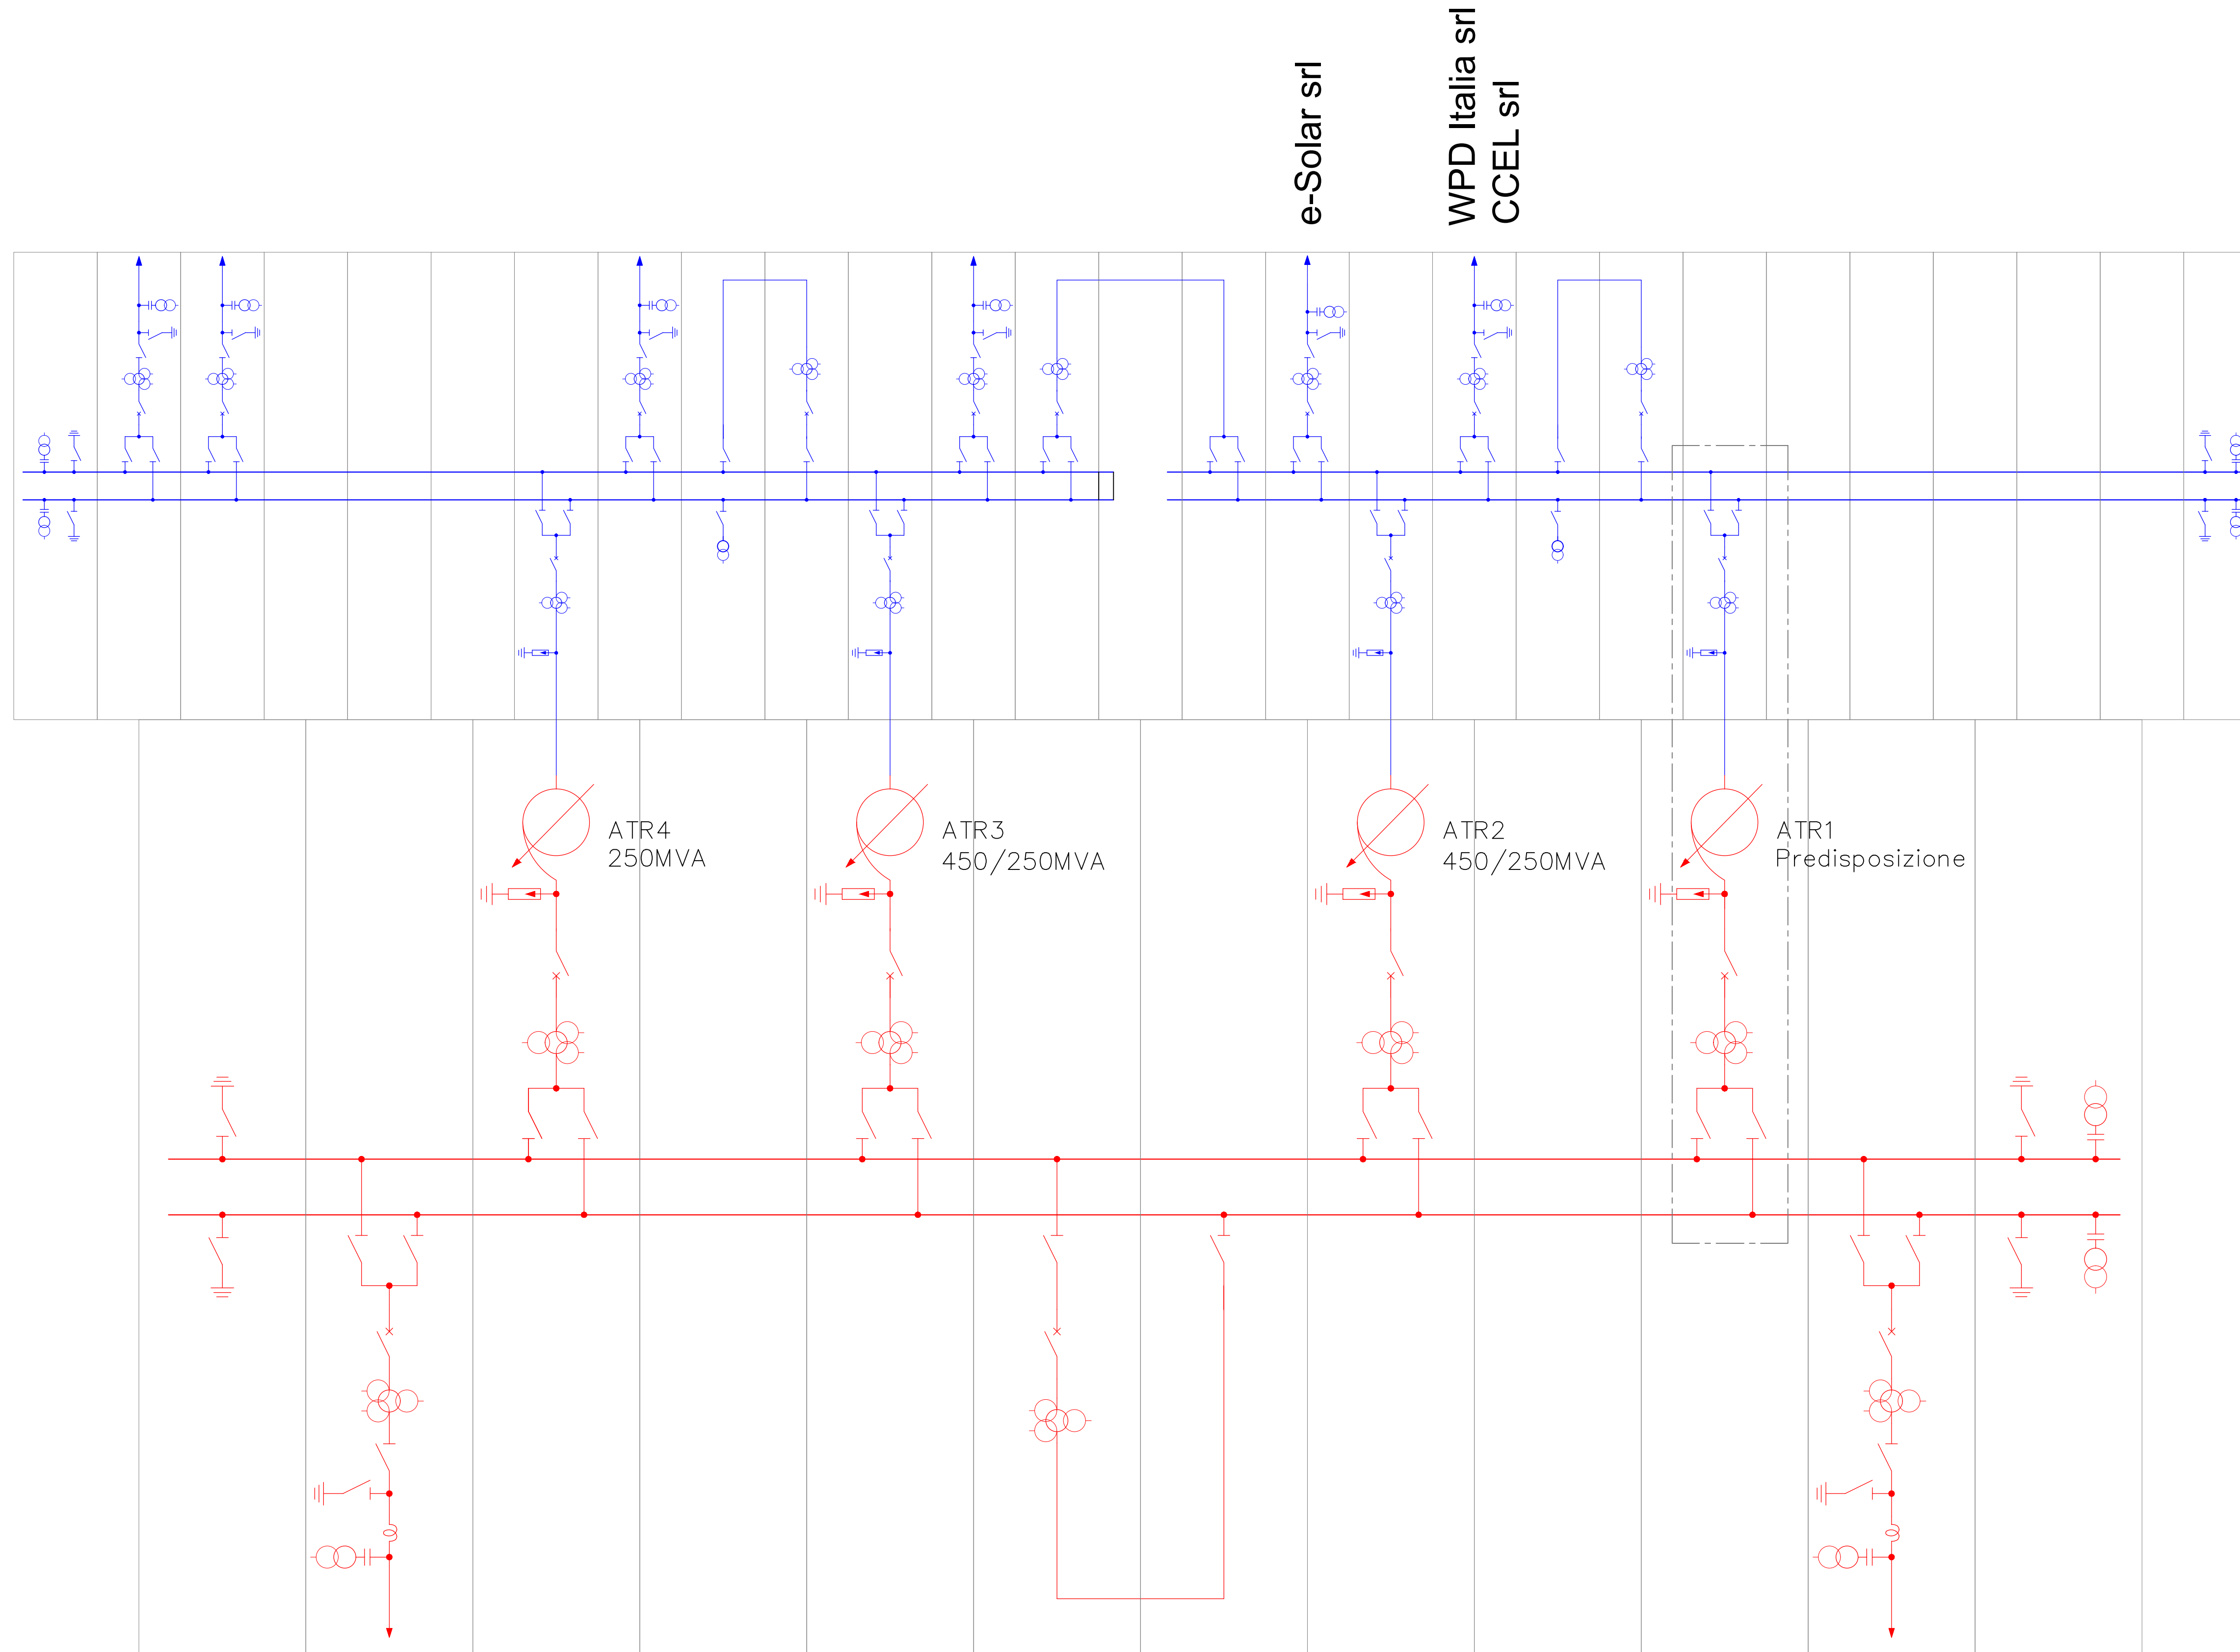 e-Solar srl
WPD Italia srl
CCEL srl
ATR4
250MVA
ATR3
450/250MVA
ATR2
450/250MVA
ATR1
Predisposizione